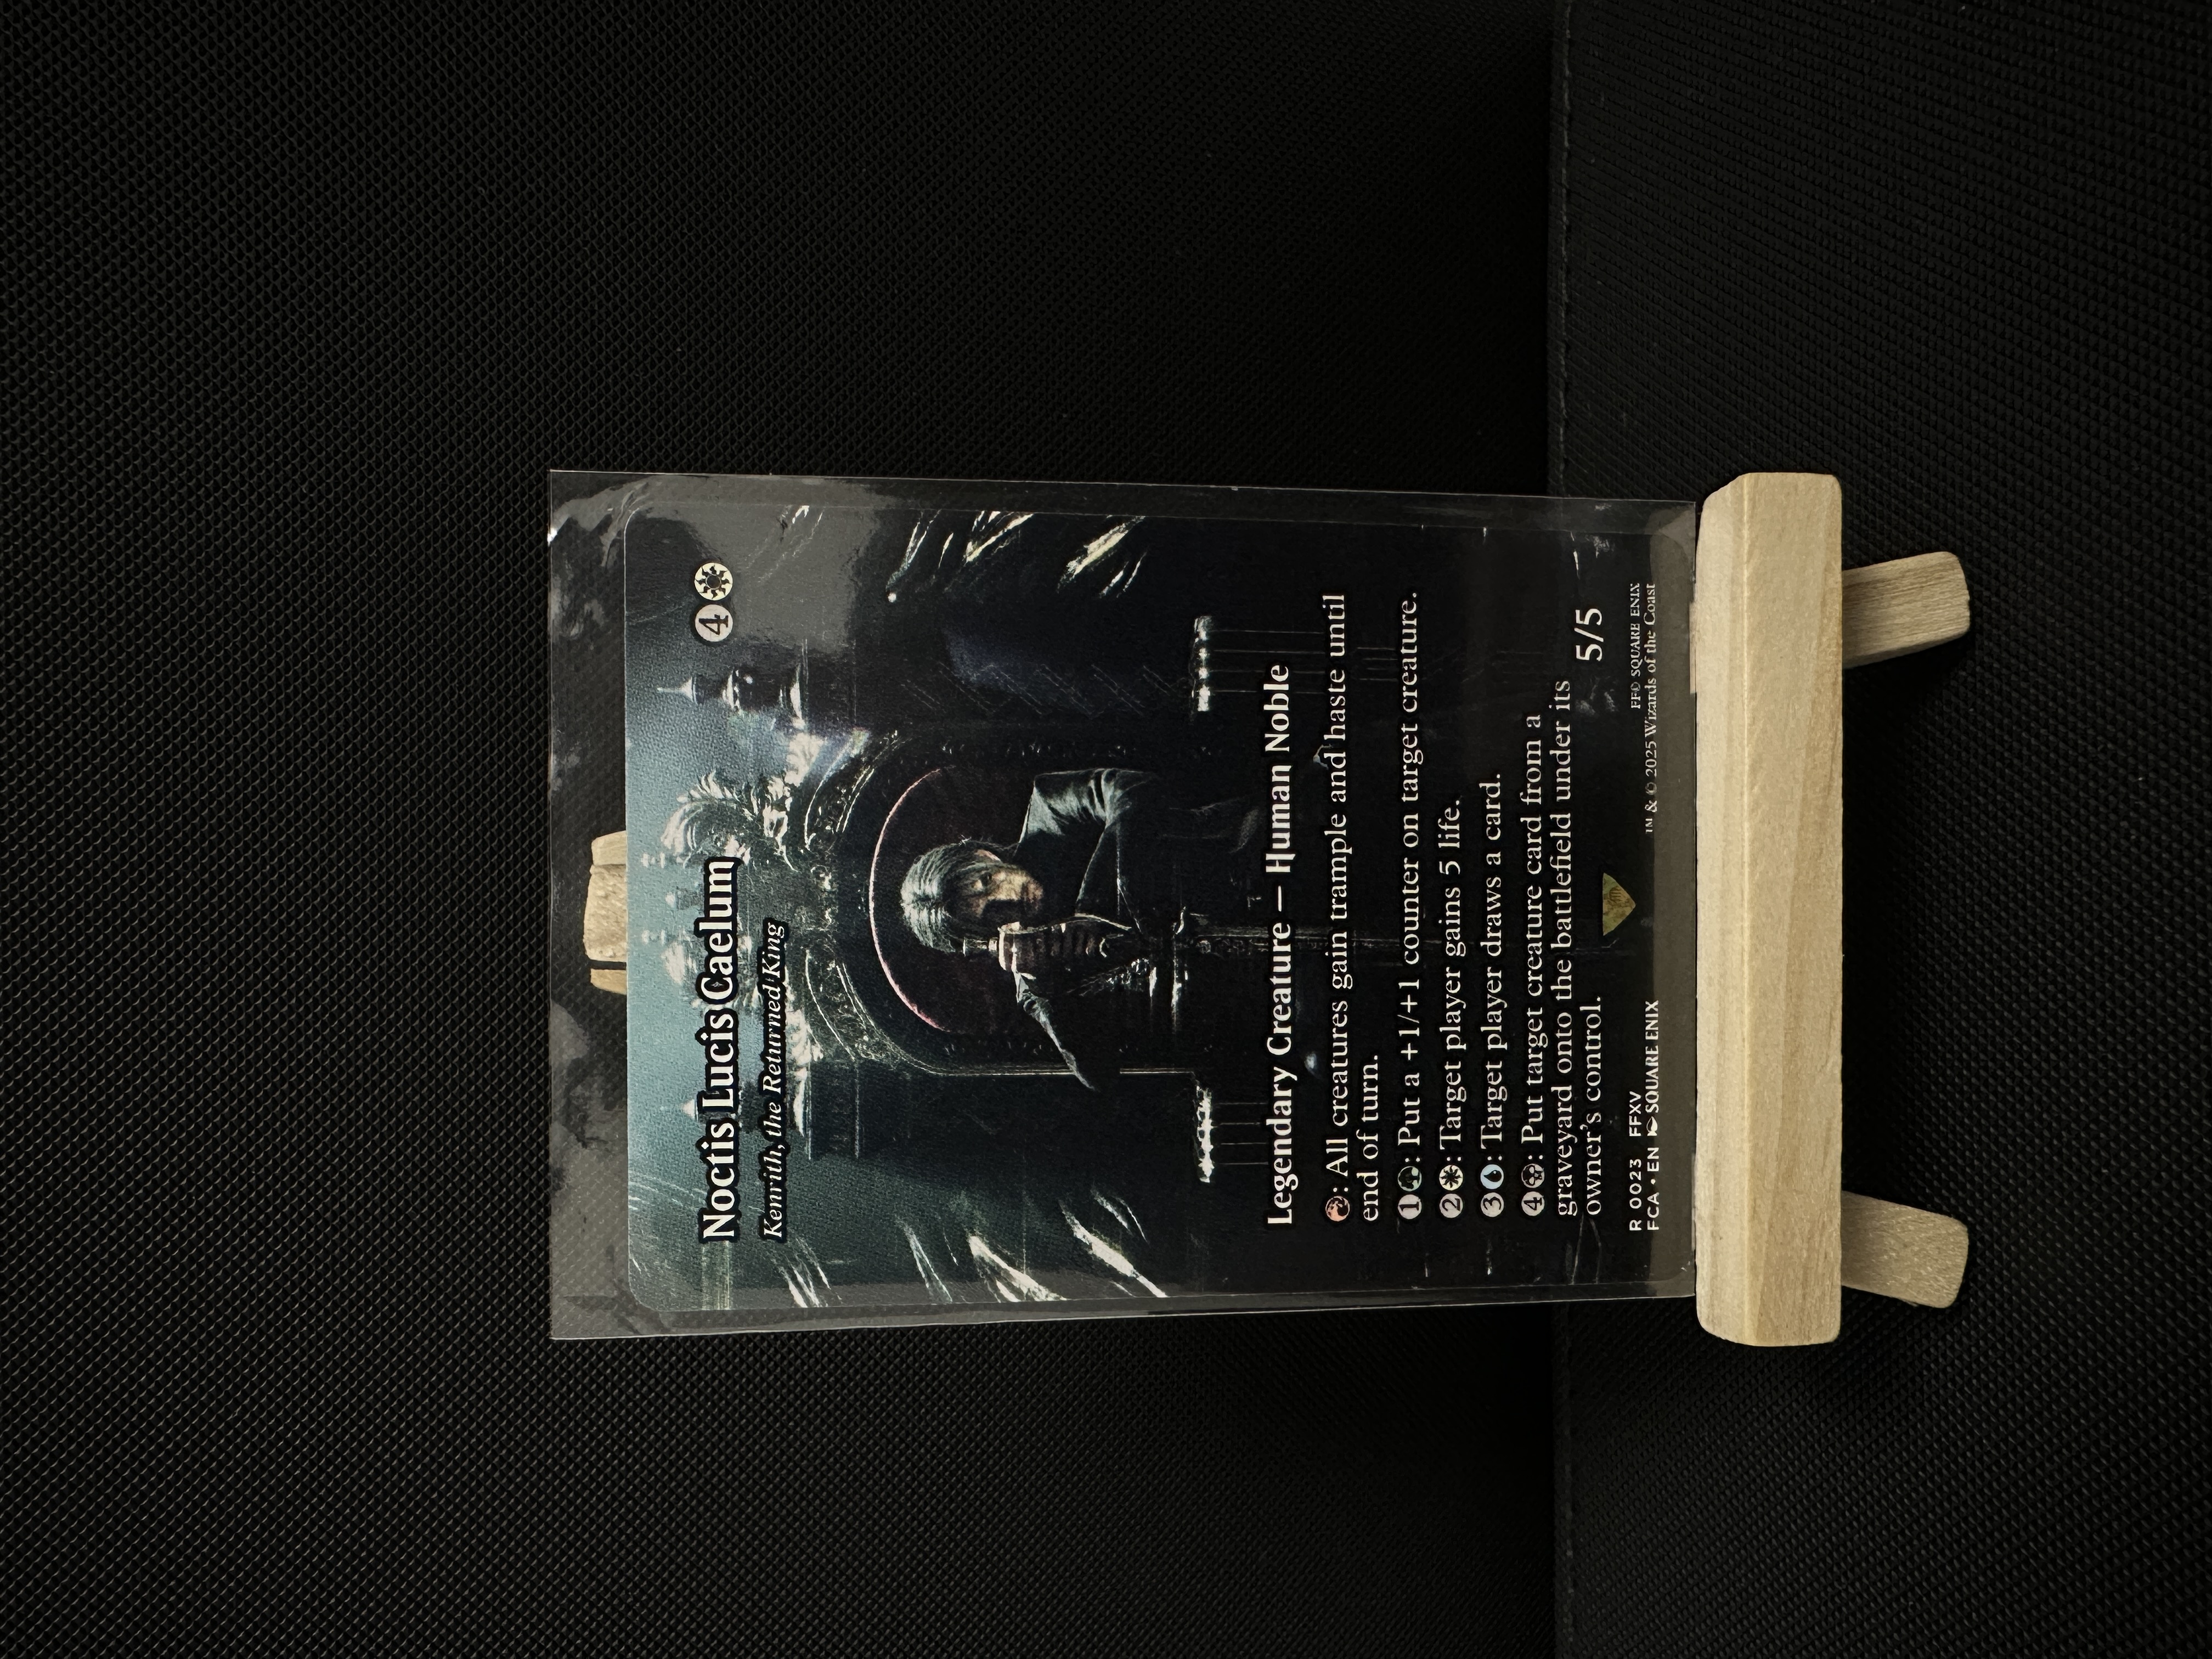 Noctis Lucis Caelum 4
Kenrith, the Returned King
Legendary Creature — Human Noble
: All creatures gain trample and haste until
end of turn.
1: Put a +1/+1 counter on target creature.
2: Target player gains 5 life.
3: Target player draws a card.
4: Put target creature card from a
graveyard onto the battlefield under its
owner's control.
5/5
R 0023 FFXV
FCA • EN SQUARE ENIX
FF© SQUARE ENIX
™ & © 2025 Wizards of the Coast